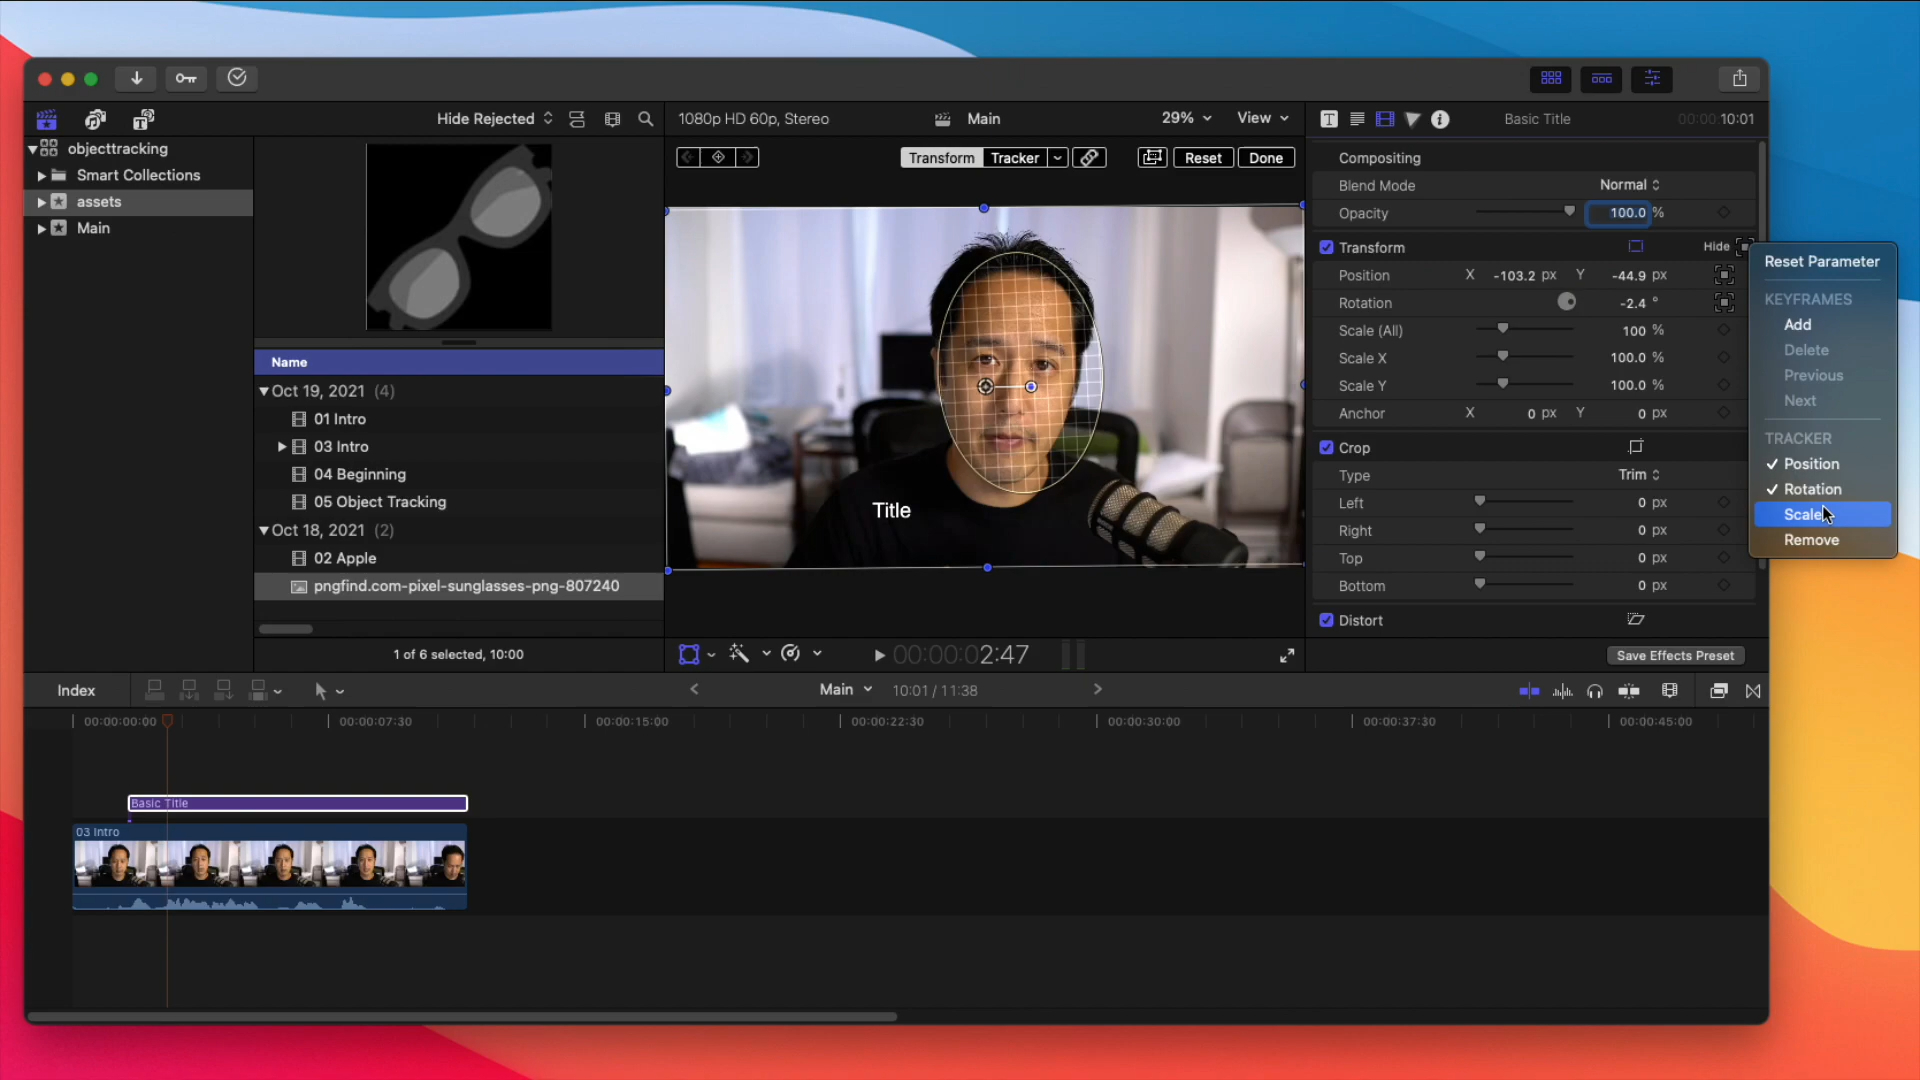 Hide Rejected
1080p HD 60p, Stereo
Main
29%
View
Basic Title
00:00:10:01
objecttracking
Smart Collections
assets
Main
Transform
Tracker
Reset
Done
Name
Oct 19, 2021 (4)
01 Intro
03 Intro
04 Beginning
05 Object Tracking
Oct 18, 2021 (2)
02 Apple
pngfind.com-pixel-sunglasses-png-807240
1 of 6 selected, 10:00
Title
00:00:02:47
Compositing
Blend Mode Normal
Opacity 100.0 %
Transform Hide
Position X -103.2 px Y -44.9 px
Rotation -2.4 °
Scale (All) 100 %
Scale X 100.0 %
Scale Y 100.0 %
Anchor X 0 px Y 0 px
Crop
Type Trim
Left 0 px
Right 0 px
Top 0 px
Bottom 0 px
Distort
Save Effects Preset
Reset Parameter
KEYFRAMES
Add
Delete
Previous
Next
TRACKER
Position
Rotation
Scale
Remove
Index
Main
10:01 / 11:38
00:00:00:00 00:00:07:30 00:00:15:00 00:00:22:30 00:00:30:00 00:00:37:30 00:00:45:00
Basic Title
03 Intro